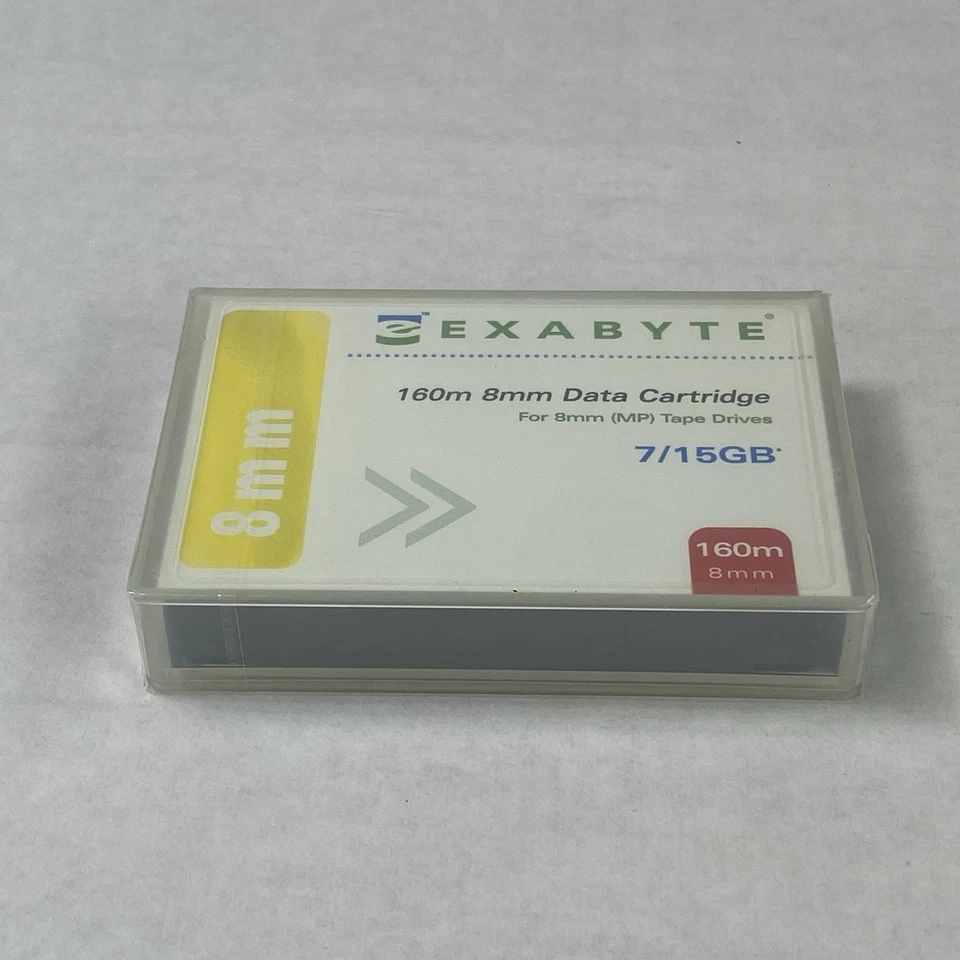 8mm
EXABYTE®
160m 8mm Data Cartridge
For 8mm (MP) Tape Drives
7/15GB*
160m
8mm